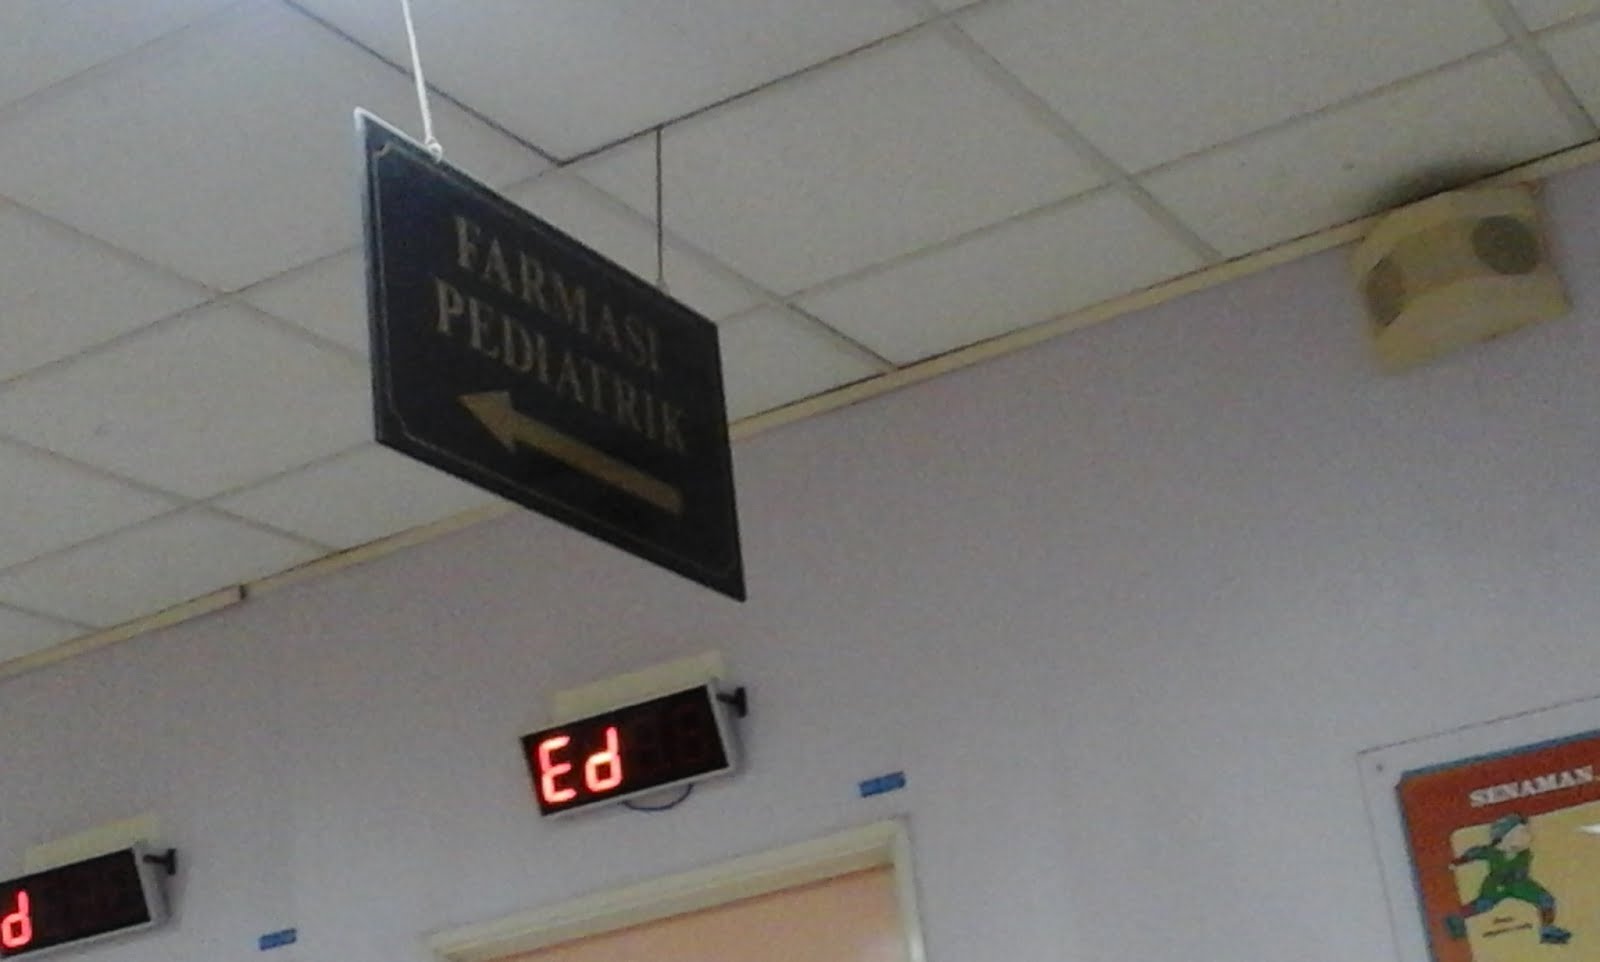 FARMASI
PEDIATRIK
Ed
d
SENAMAN